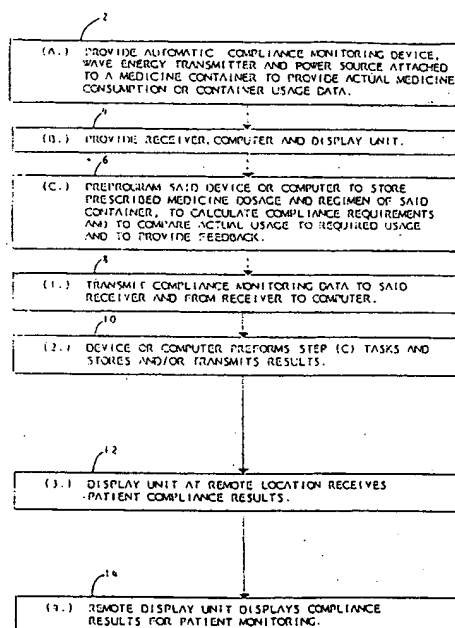 2
(A.) PROVIDE AUTOMATIC COMPLIANCE MONITORING DEVICE,
WAVE ENERGY TRANSMITTER AND POWER SOURCE ATTACHED
TO A MEDICINE CONTAINER TO PROVIDE ACTUAL MEDICINE
CONSUMPTION OR CONTAINER USAGE DATA.
4
(B.) PROVIDE RECEIVER, COMPUTER AND DISPLAY UNIT.
6
(C.) PREPROGRAM SAID DEVICE OR COMPUTER TO STORE
PRESCRIBED MEDICINE DOSAGE AND REGIMEN OF SAID
CONTAINER, TO CALCULATE COMPLIANCE REQUIREMENTS
AND TO COMPARE ACTUAL USAGE TO REQUIRED USAGE
AND TO PROVIDE FEEDBACK.
8
(1.) TRANSMIT COMPLIANCE MONITORING DATA TO SAID
RECEIVER AND FROM RECEIVER TO COMPUTER.
10
(2.) DEVICE OR COMPUTER PREFORMS STEP (C) TASKS AND
STORES AND/OR TRANSMITS RESULTS.
12
(3.) DISPLAY UNIT AT REMOTE LOCATION RECEIVES
PATIENT COMPLIANCE RESULTS.
14
(4.) REMOTE DISPLAY UNIT DISPLAYS COMPLIANCE
RESULTS FOR PATIENT MONITORING.